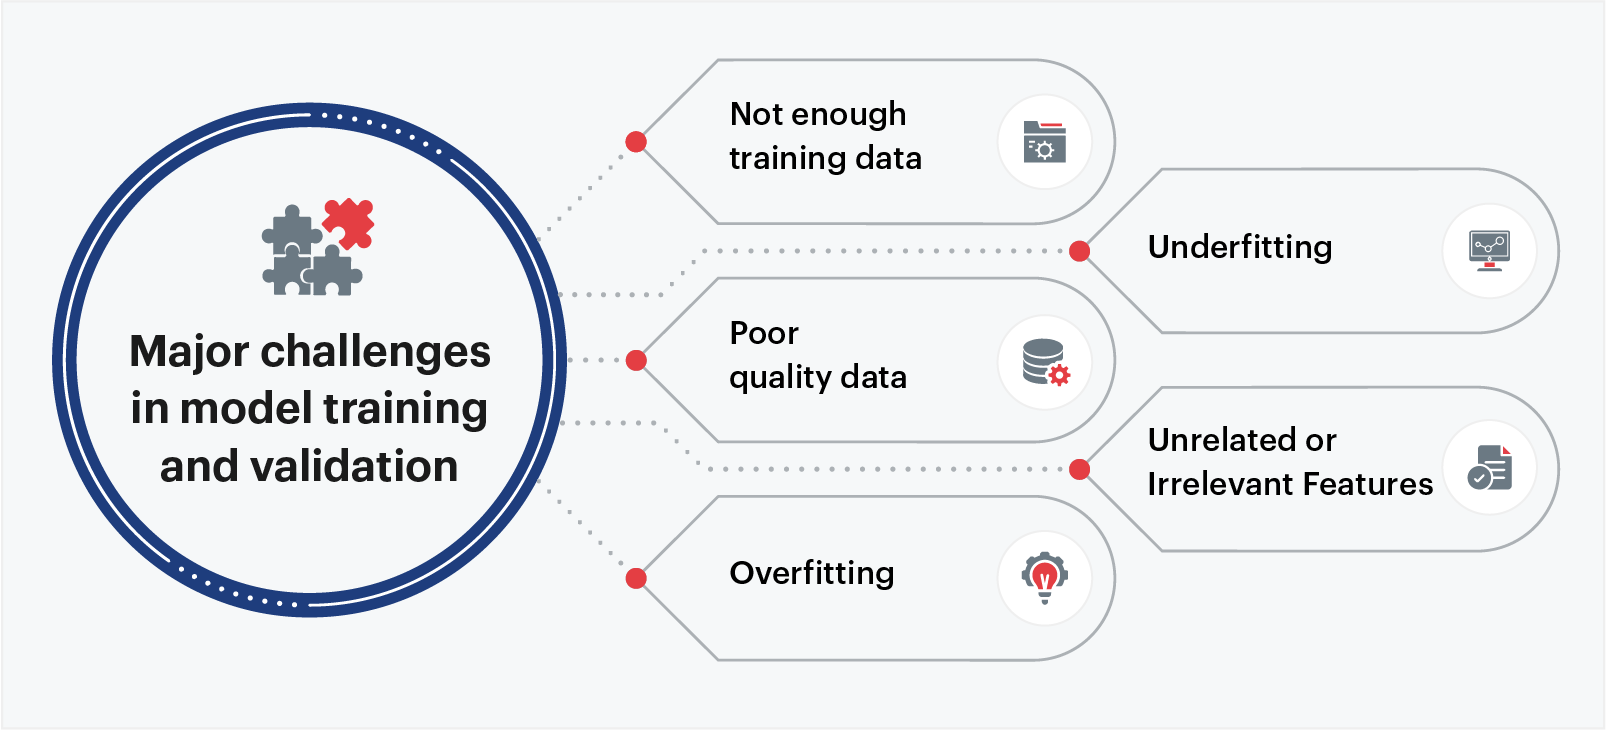 Major challenges
in model training
and validation
Not enough
training data
Underfitting
Poor
quality data
Unrelated or
Irrelevant Features
Overfitting